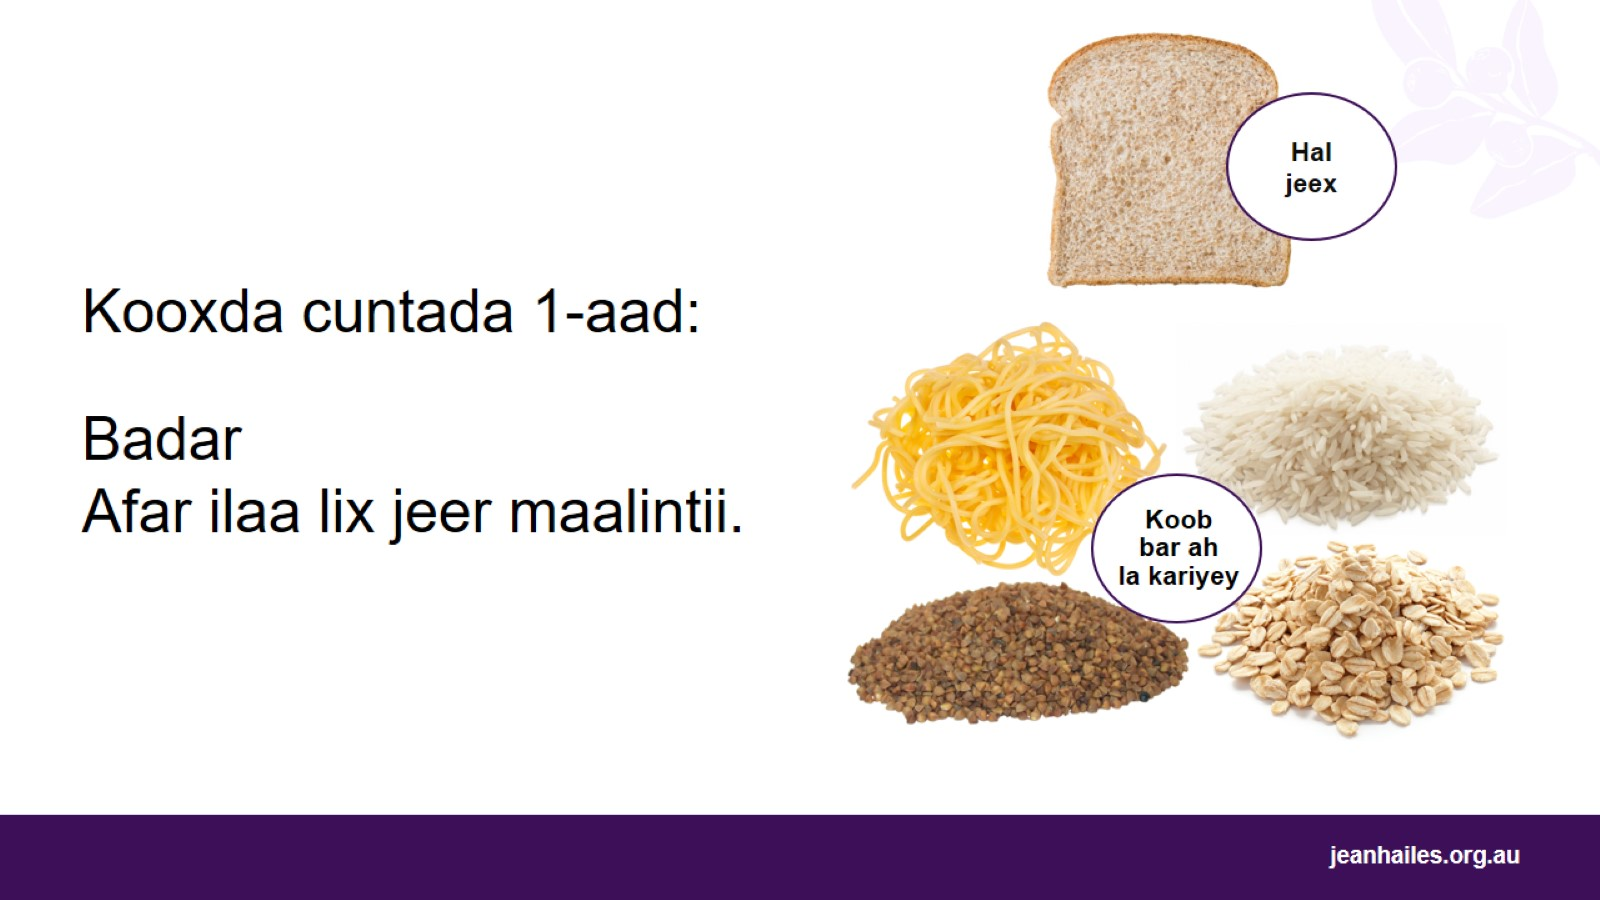 Kooxda cuntada 1-aad:
Badar
Afar ilaa lix jeer maalintii.
Hal
jeex
Koob
bar ah
la kariyey
jeanhailes.org.au